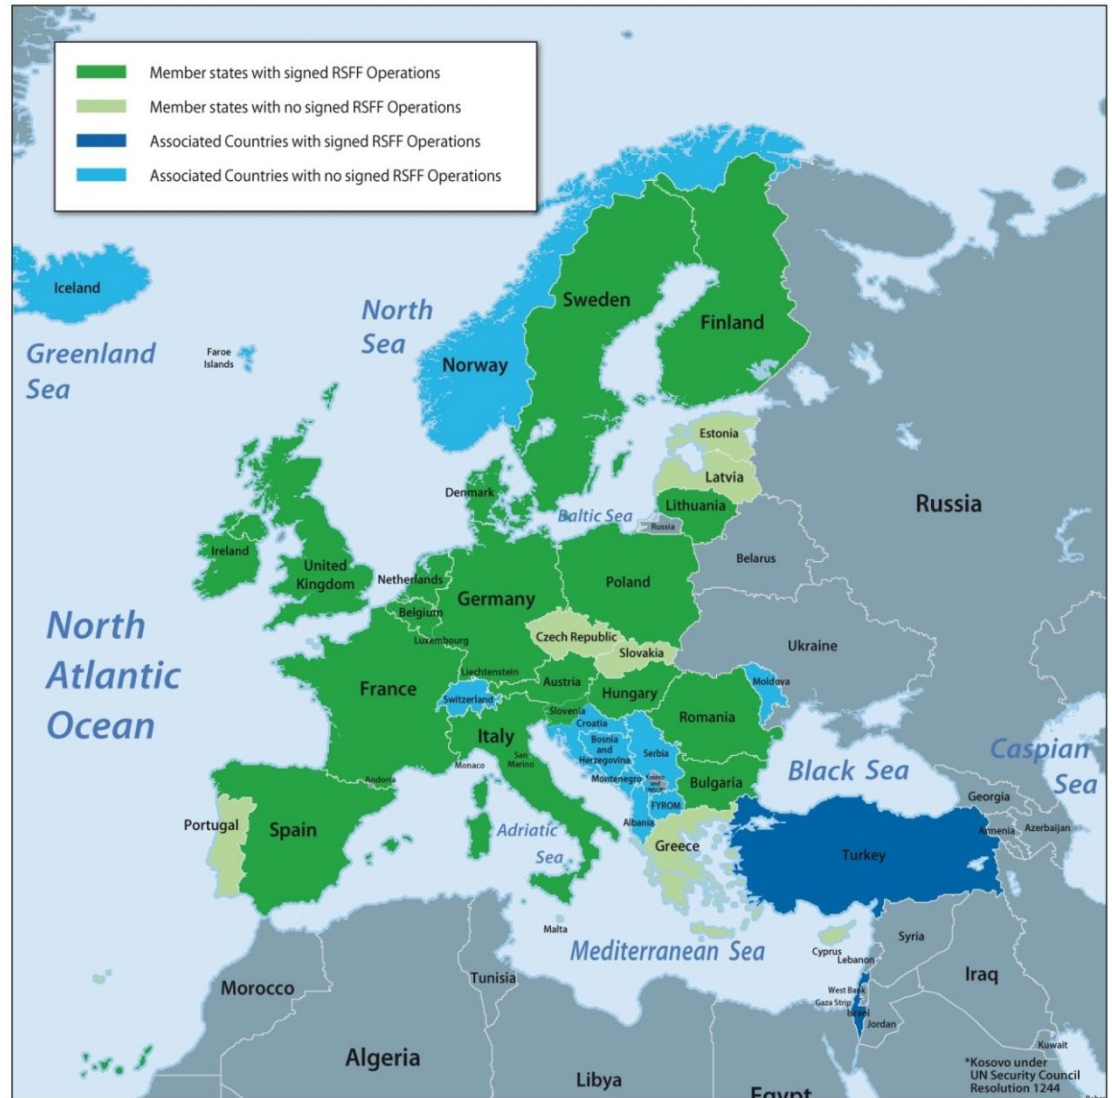 Member states with signed RSFF Operations
Member states with no signed RSFF Operations
Associated Countries with signed RSFF Operations
Associated Countries with no signed RSFF Operations
Iceland
Greenland
Sea
Faroe
Islands
North
Sea
Norway
Sweden
Finland
Estonia
Latvia
Lithuania
Russia
Russia
Baltic Sea
Denmark
Ireland
United
Kingdom
Netherlands
Belgium
Luxembourg
Germany
Poland
Belarus
Ukraine
Czech Republic
Slovakia
North
Atlantic
Ocean
France
Liechtenstein
Switzerland
Austria
Hungary
Moldova
Romania
Slovenia
Croatia
Italy
San
Marino
Monaco
Bosnia
and
Herzegovina
Serbia
Montenegro
Bulgaria
Black Sea
Caspian
Sea
Andorra
Portugal
Spain
Adriatic
Sea
FYROM
Albania
Greece
Turkey
Georgia
Armenia
Azerbaijan
Malta
Mediterranean Sea
Cyprus
Lebanon
Syria
Iraq
West Bank
Gaza Strip
Israel
Jordan
Kuwait
Morocco
Tunisia
Algeria
Libya
Egypt
*Kosovo under
UN Security Council
Resolution 1244